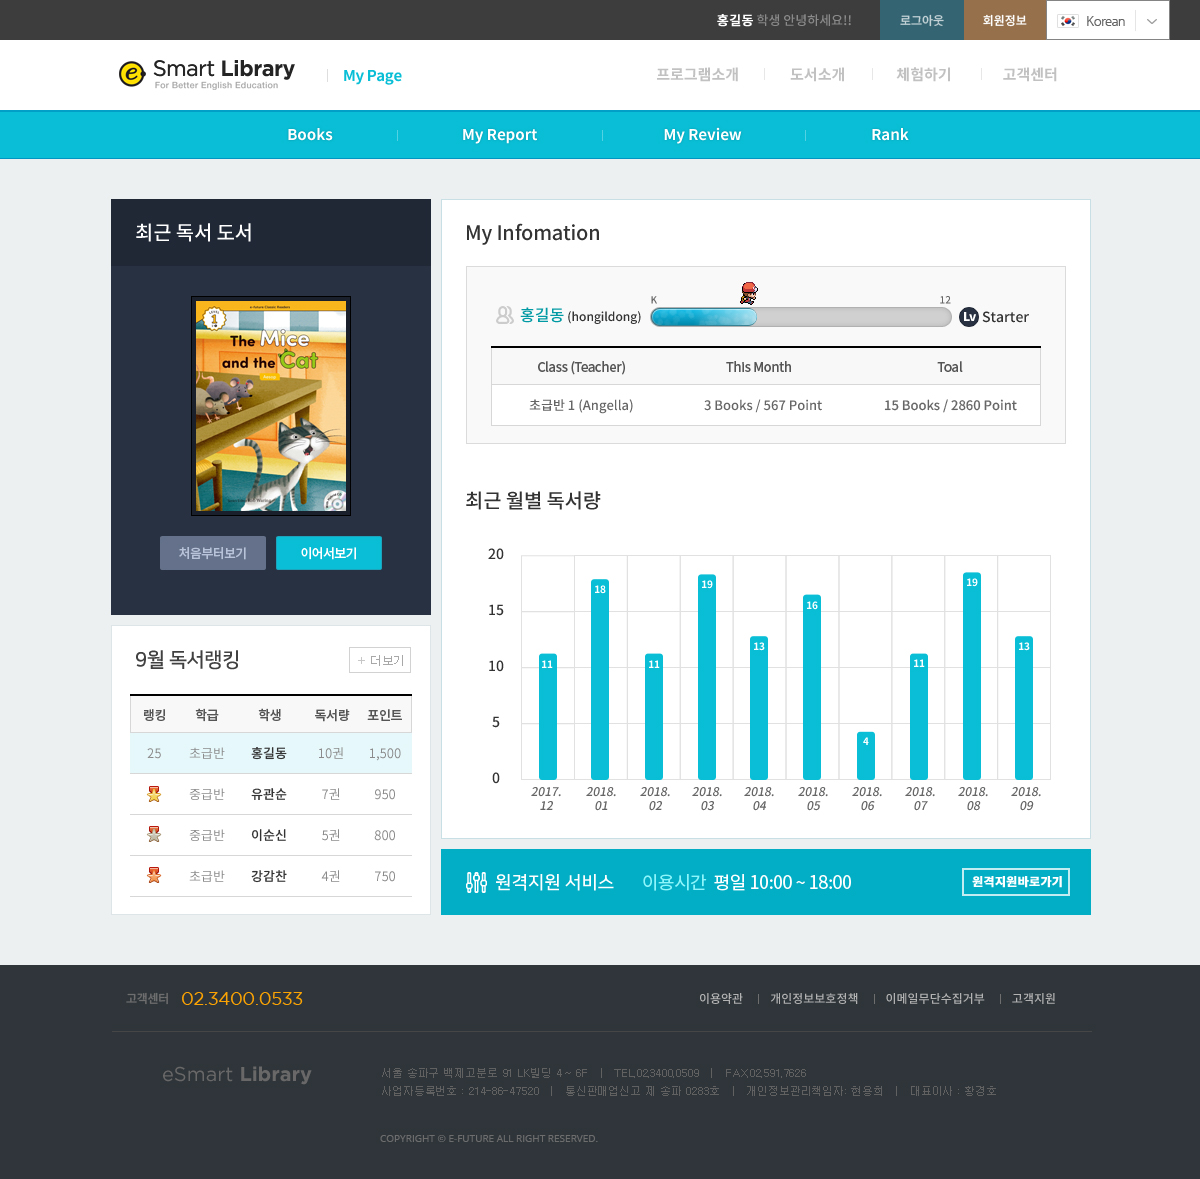 홍길동 학생 안녕하세요!!
로그아웃
회원정보
Korean
e Smart Library
For Better English Education
My Page
프로그램소개
도서소개
체험하기
고객센터
Books
My Report
My Review
Rank
최근 독서 도서
e-future Classic Readers
LEVEL 1
The Mice
and the Cat
처음부터보기
이어서보기
My Infomation
홍길동 (hongildong)
K
12
Lv Starter
Class (Teacher) This Month Toal
초급반 1 (Angella) 3 Books / 567 Point 15 Books / 2860 Point
최근 월별 독서량
20
15
10
5
0
11
18
11
19
13
16
4
11
19
13
2017. 2018. 2018. 2018. 2018. 2018. 2018. 2018. 2018. 2018.
12 01 02 03 04 05 06 07 08 09
9월 독서랭킹
+ 더보기
랭킹 학급 학생 독서량 포인트
25 초급반 홍길동 10권 1,500
중급반 유관순 7권 950
중급반 이순신 5권 800
초급반 강감찬 4권 750
원격지원 서비스 이용시간 평일 10:00 ~ 18:00
원격지원바로가기
고객센터 02.3400.0533
이용약관 | 개인정보보호정책 | 이메일무단수집거부 | 고객지원
eSmart Library
서울 송파구 백제고분로 91 LK빌딩 4 ~ 6F | TEL.02.3400.0509 | FAX.02.591.7626
사업자등록번호 : 214-86-47520 | 통신판매업신고 제 송파 0283호 | 개인정보관리책임자: 현용희 | 대표이사 : 황경호
COPYRIGHT © E-FUTURE ALL RIGHT RESERVED.